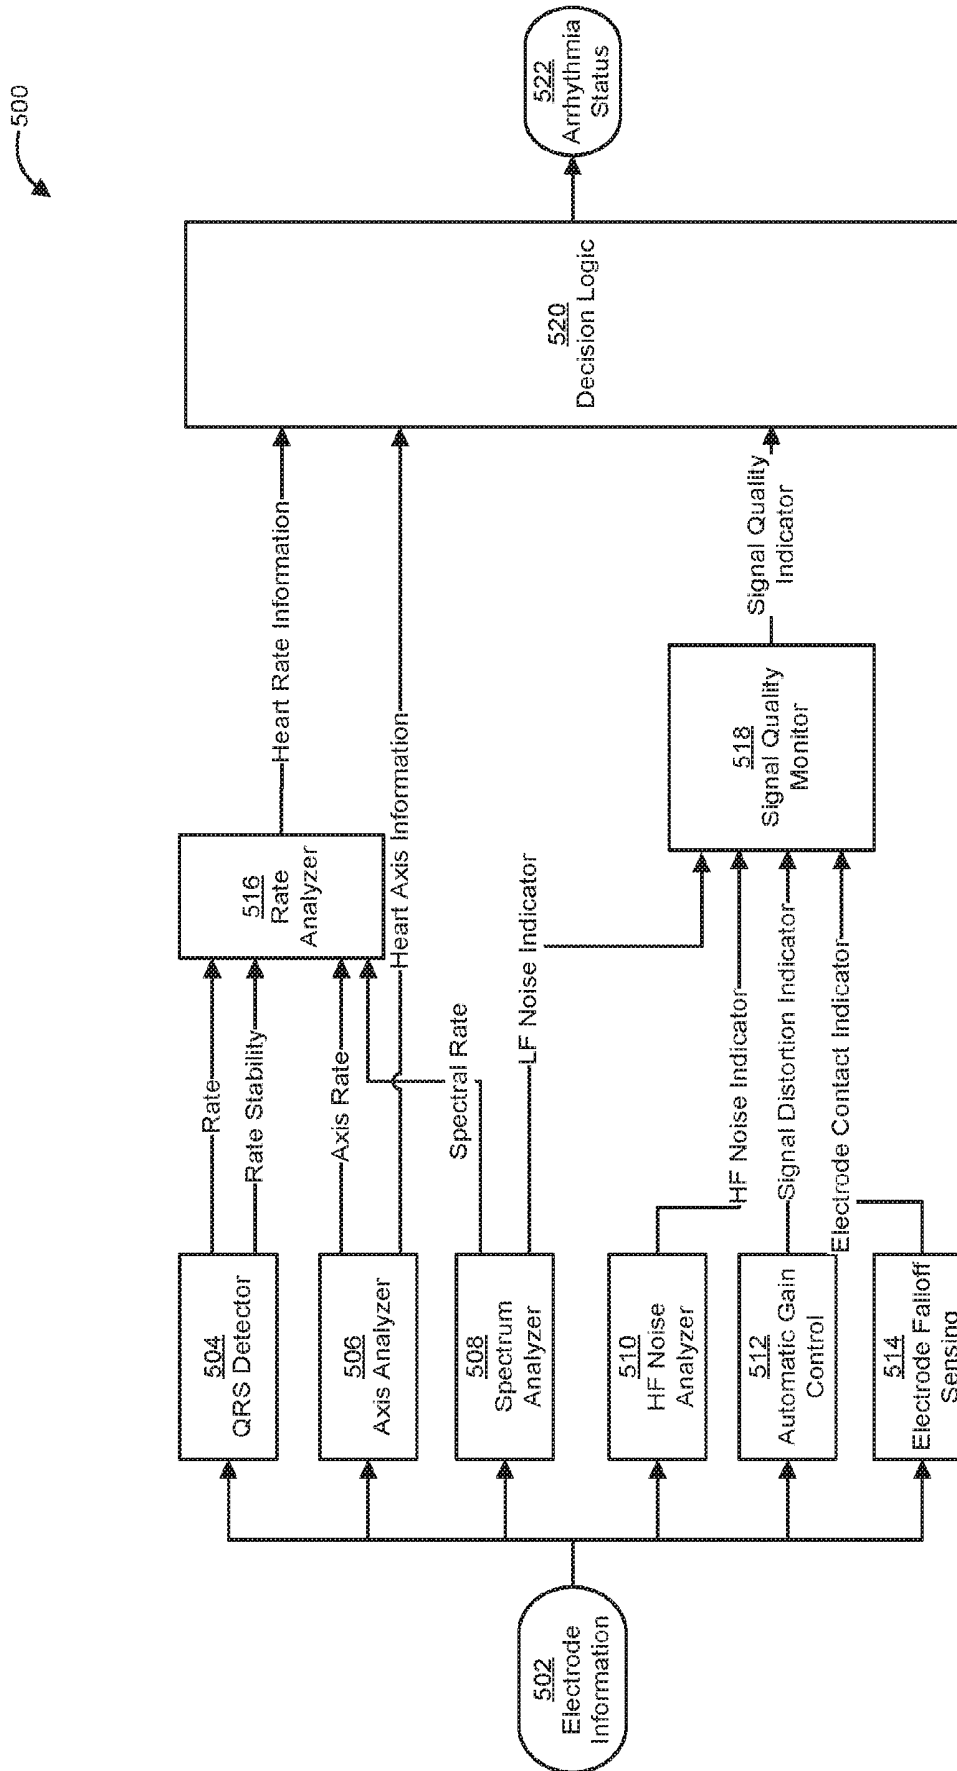 500
502
Electrode
Information
504
QRS Detector
506
Axis Analyzer
508
Spectrum
Analyzer
510
HF Noise
Analyzer
512
Automatic Gain
Control
514
Electrode Falloff
Sensing
Rate
Rate Stability
Axis Rate
Spectral Rate
LF Noise Indicator
HF Noise Indicator
Signal Distortion Indicator
Electrode Contact Indicator
516
Rate
Analyzer
Heart Rate Information
Heart Axis Information
518
Signal Quality
Monitor
Signal Quality
Indicator
520
Decision Logic
522
Arrhythmia
Status